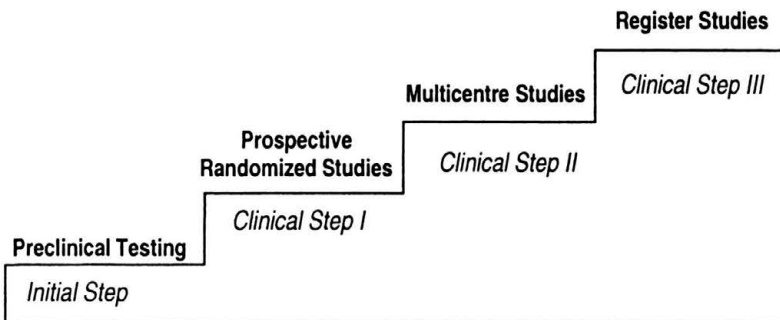 Register Studies
Clinical Step III
Multicentre Studies
Clinical Step II
Prospective
Randomized Studies
Clinical Step I
Preclinical Testing
Initial Step